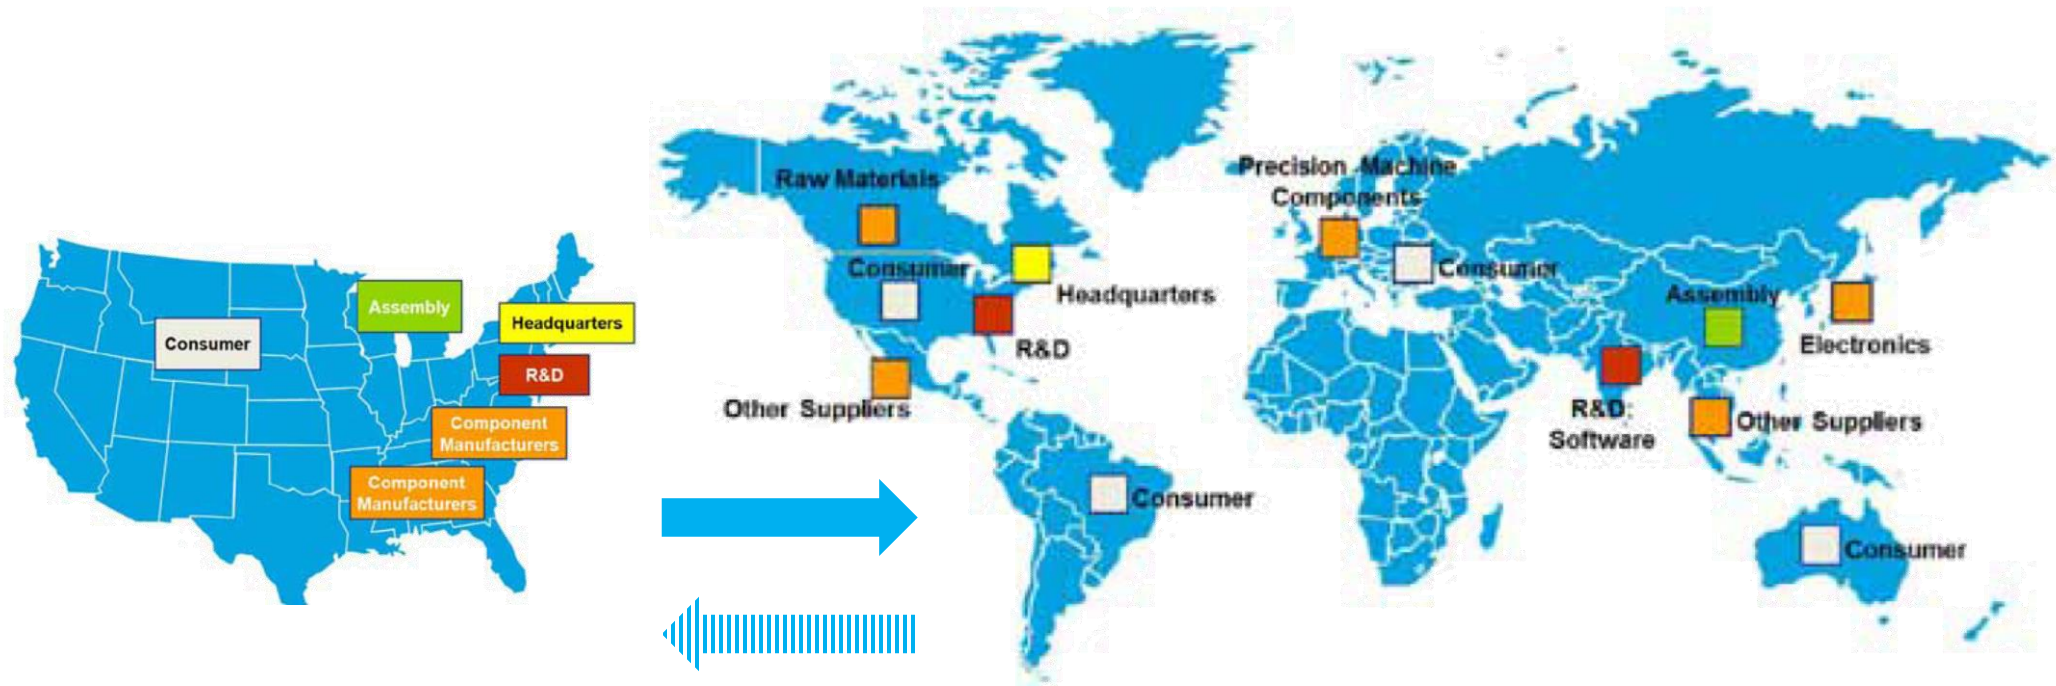 Assembly
Headquarters
Consumer
R&D
Component
Manufacturers
Component
Manufacturers
Raw Materials
Consumer
Headquarters
R&D
Other Suppliers
Consumer
Precision Machine
Components
Consumer
Assembly
Electronics
R&D:
Software
Other Suppliers
Consumer